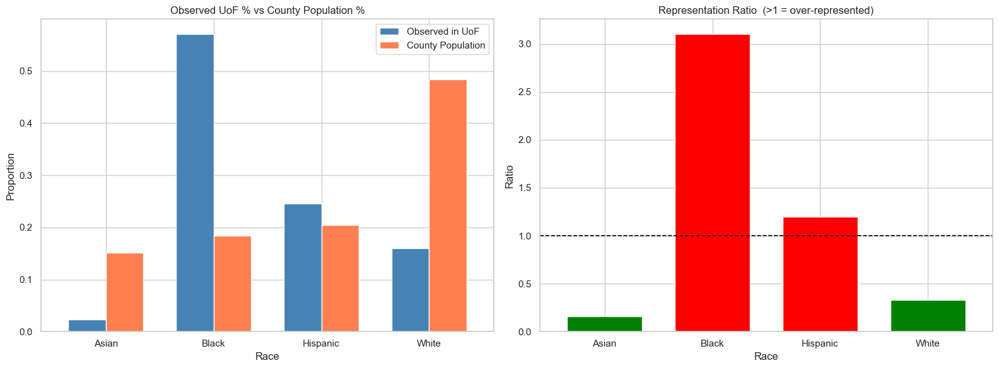 Observed UoF % vs County Population %
Observed in UoF
County Population
Proportion
0.5
0.4
0.3
0.2
0.1
0.0
Asian
Black
Hispanic
White
Race
Representation Ratio  (>1 = over-represented)
Ratio
3.0
2.5
2.0
1.5
1.0
0.5
0.0
Asian
Black
Hispanic
White
Race